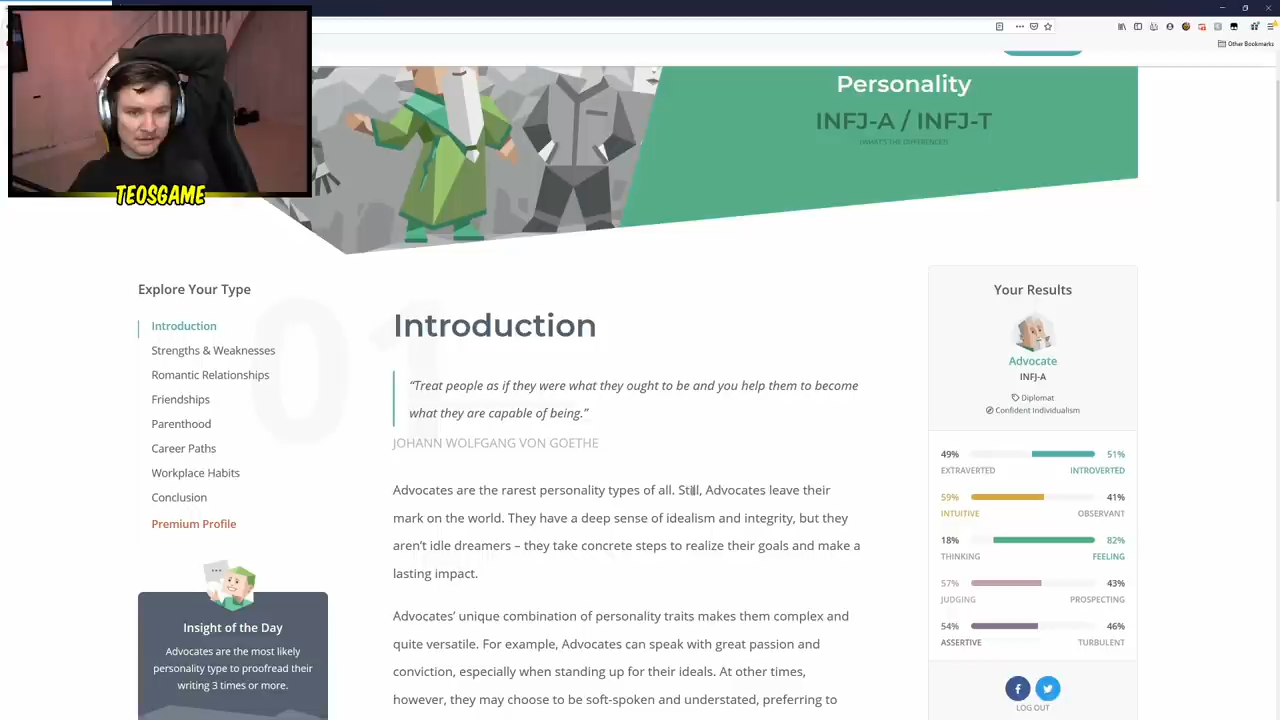 Other Bookmarks
TEOSGAME
Personality
INFJ-A / INFJ-T
(WHAT'S THE DIFFERENCE?)
Explore Your Type
Introduction
Strengths & Weaknesses
Romantic Relationships
Friendships
Parenthood
Career Paths
Workplace Habits
Conclusion
Premium Profile
Insight of the Day
Advocates are the most likely
personality type to proofread their
writing 3 times or more.
01
Introduction
“Treat people as if they were what they ought to be and you help them to become
what they are capable of being.”
JOHANN WOLFGANG VON GOETHE
Advocates are the rarest personality types of all. Still, Advocates leave their
mark on the world. They have a deep sense of idealism and integrity, but they
aren’t idle dreamers – they take concrete steps to realize their goals and make a
lasting impact.
Advocates’ unique combination of personality traits makes them complex and
quite versatile. For example, Advocates can speak with great passion and
conviction, especially when standing up for their ideals. At other times,
however, they may choose to be soft-spoken and understated, preferring to
Your Results
Advocate
INFJ-A
Diplomat
Confident Individualism
49% 51%
EXTRAVERTED INTROVERTED
59% 41%
INTUITIVE OBSERVANT
18% 82%
THINKING FEELING
57% 43%
JUDGING PROSPECTING
54% 46%
ASSERTIVE TURBULENT
LOG OUT